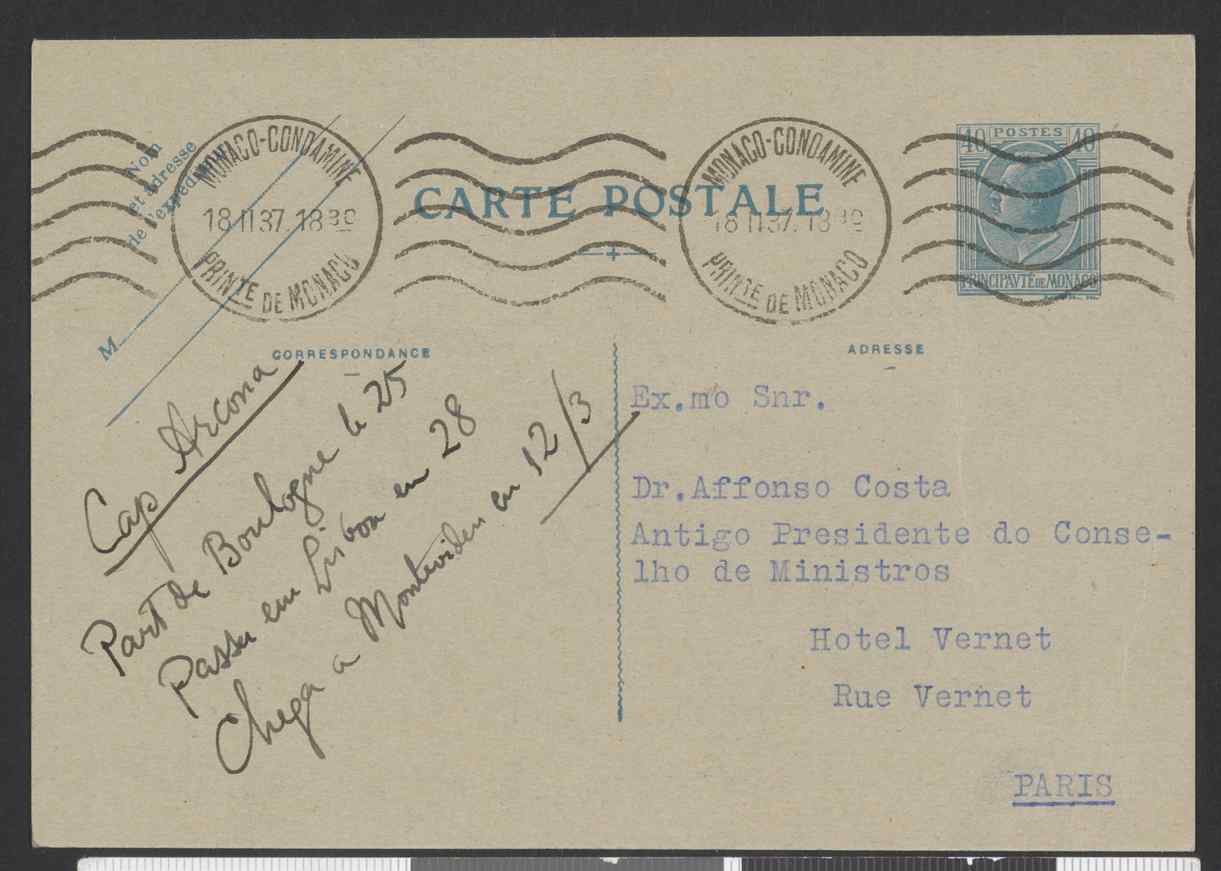 Nom
et adresse
de l'expéditeur
M
MONACO-CONDAMINE
18 II 37. 18 30
PRINTE DE MONACO
CARTE POSTALE
MONACO-CONDAMINE
18 II 37. 18 30
PRINTE DE MONACO
40 POSTES 40
PRINCIPAVTÉ DE MONACO
CORRESPONDANCE
Cap Arcona
Part de Boulogne le 25
Passa em Lisboa em 28
Chega a Montevideu en 12/3
ADRESSE
Ex.mo Snr.
Dr.Affonso Costa
Antigo Presidente do Conse-
lho de Ministros
Hotel Vernet
Rue Vernet
PARIS